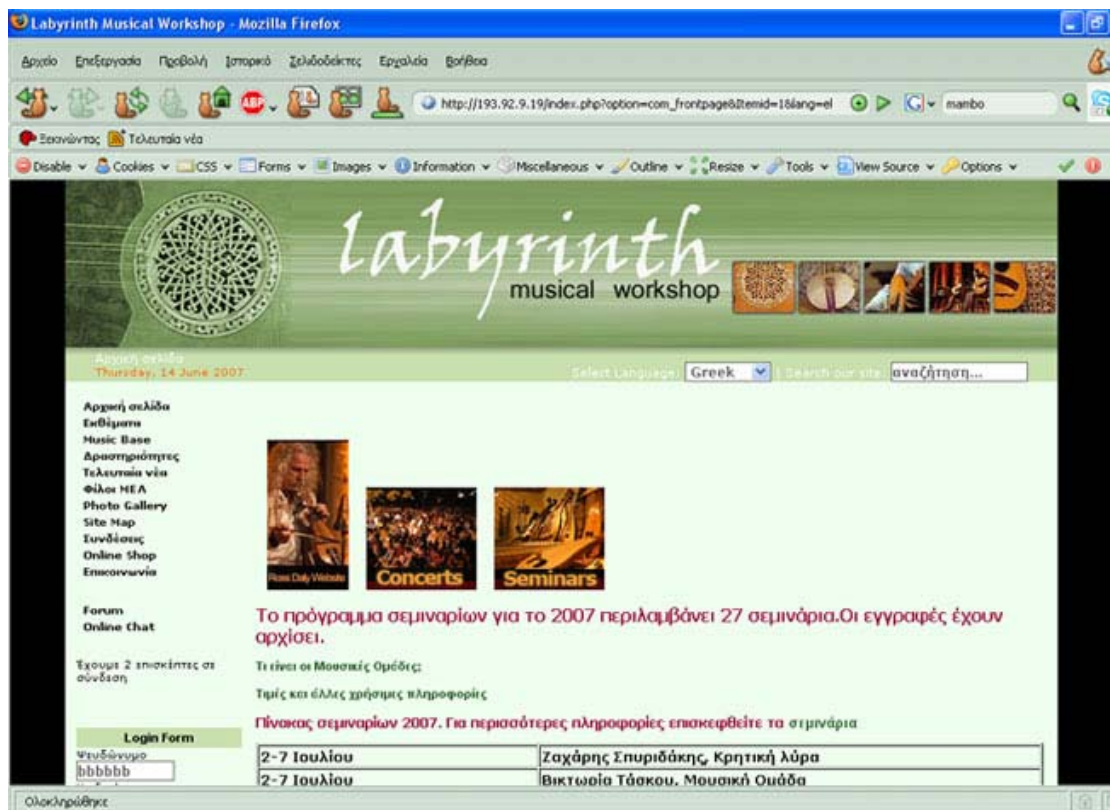 Labyrinth Musical Workshop - Mozilla Firefox
Αρχείο Επεξεργασία Προβολή Ιστορικό Σελιδοδείκτες Εργαλεία Βοήθεια
ABP http://193.92.9.19/index.php?option=com_frontpage&Itemid=1&lang=el G mambo
Ξεκινώντας Τελευταία νέα
Disable Cookies CSS Forms Images Information Miscellaneous Outline Resize Tools View Source Options
labyrinth
musical workshop
Αρχική σελίδα
Thursday, 14 June 2007
Select Language: Greek | Search our site: αναζήτηση...
Αρχική σελίδα
Εκθέματα
Music Base
Δραστηριότητες
Τελευταία νέα
Φίλοι ΜΕΛ
Photo Gallery
Site Map
Συνδέσεις
Online Shop
Επικοινωνία
Forum
Online Chat
Έχουμε 2 επισκέπτες σε
σύνδεση
Login Form
Ψευδώνυμο
bbbbbb
Ross Daly Website
Concerts
Seminars
Το πρόγραμμα σεμιναρίων για το 2007 περιλαμβάνει 27 σεμινάρια.Οι εγγραφές έχουν
αρχίσει.
Τι είναι οι Μουσικές Ομάδες;
Τιμές και άλλες χρήσιμες πληροφορίες
Πίνακας σεμιναρίων 2007. Για περισσότερες πληροφορίες επισκεφθείτε τα σεμινάρια
2-7 Ιουλίου Ζαχάρης Σπυριδάκης, Κρητική λύρα
2-7 Ιουλίου Βικτωρία Τάσκου, Μουσική Ομάδα
Ολοκληρώθηκε